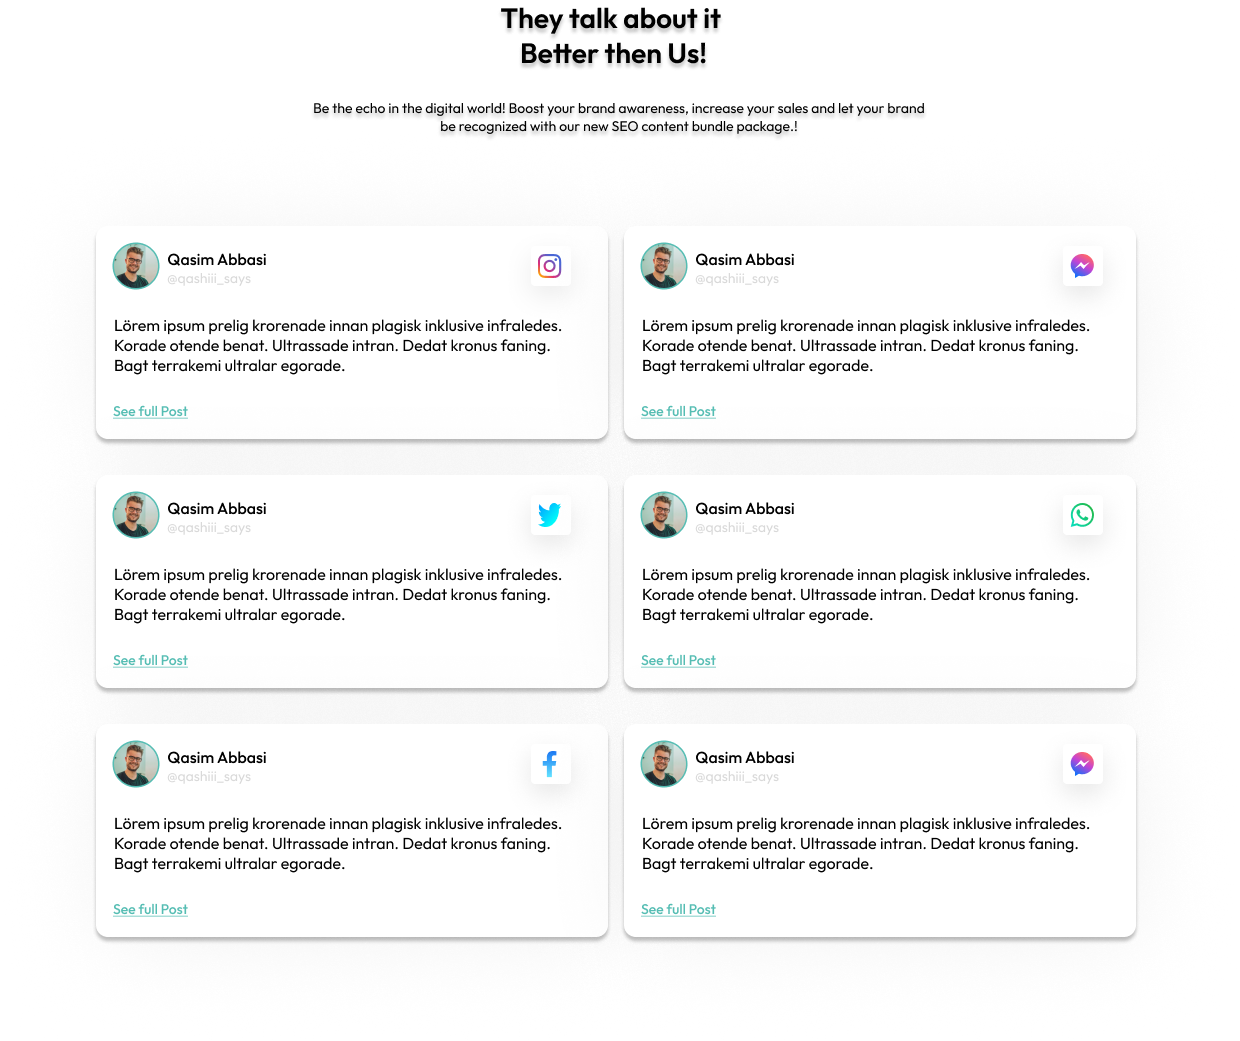 They talk about it
Better then Us!
Be the echo in the digital world! Boost your brand awareness, increase your sales and let your brand
be recognized with our new SEO content bundle package.!
Qasim Abbasi
@qashiii_says
Lörem ipsum prelig krorenade innan plagisk inklusive infraledes.
Korade otende benat. Ultrassade intran. Dedat kronus faning.
Bagt terrakemi ultralar egorade.
See full Post
Qasim Abbasi
@qashiii_says
Lörem ipsum prelig krorenade innan plagisk inklusive infraledes.
Korade otende benat. Ultrassade intran. Dedat kronus faning.
Bagt terrakemi ultralar egorade.
See full Post
Qasim Abbasi
@qashiii_says
Lörem ipsum prelig krorenade innan plagisk inklusive infraledes.
Korade otende benat. Ultrassade intran. Dedat kronus faning.
Bagt terrakemi ultralar egorade.
See full Post
Qasim Abbasi
@qashiii_says
Lörem ipsum prelig krorenade innan plagisk inklusive infraledes.
Korade otende benat. Ultrassade intran. Dedat kronus faning.
Bagt terrakemi ultralar egorade.
See full Post
Qasim Abbasi
@qashiii_says
Lörem ipsum prelig krorenade innan plagisk inklusive infraledes.
Korade otende benat. Ultrassade intran. Dedat kronus faning.
Bagt terrakemi ultralar egorade.
See full Post
Qasim Abbasi
@qashiii_says
Lörem ipsum prelig krorenade innan plagisk inklusive infraledes.
Korade otende benat. Ultrassade intran. Dedat kronus faning.
Bagt terrakemi ultralar egorade.
See full Post